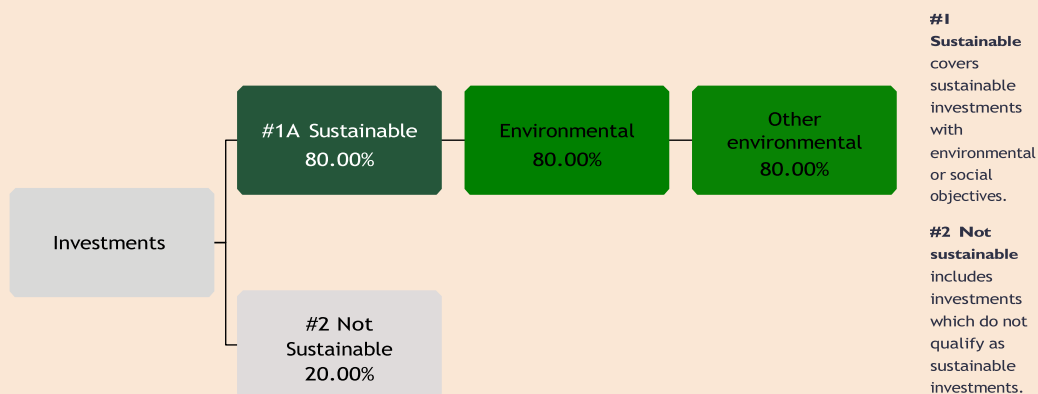 #1A Sustainable
80.00%
Environmental
80.00%
Other
environmental
80.00%
Investments
#2 Not
Sustainable
20.00%
#1
Sustainable
covers
sustainable
investments
with
environmental
or social
objectives.
#2 Not
sustainable
includes
investments
which do not
qualify as
sustainable
investments.